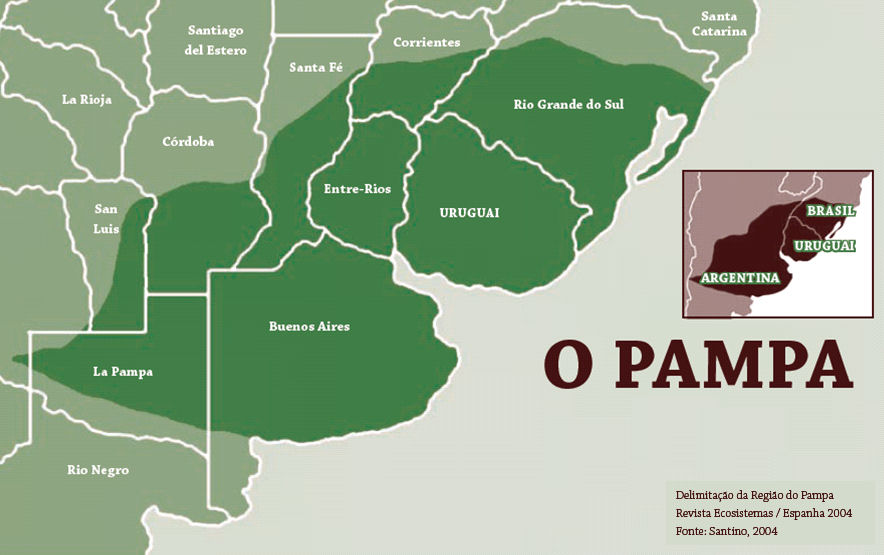 Santa
Catarina
Santiago
del Estero
Corrientes
Santa Fé
La Rioja
Rio Grande do Sul
Córdoba
Entre-Rios
San
Luis
URUGUAI
BRASIL
URUGUAI
ARGENTINA
Buenos Aires
O PAMPA
La Pampa
Rio Negro
Delimitação da Região do Pampa
Revista Ecosistemas / Espanha 2004
Fonte: Santino, 2004